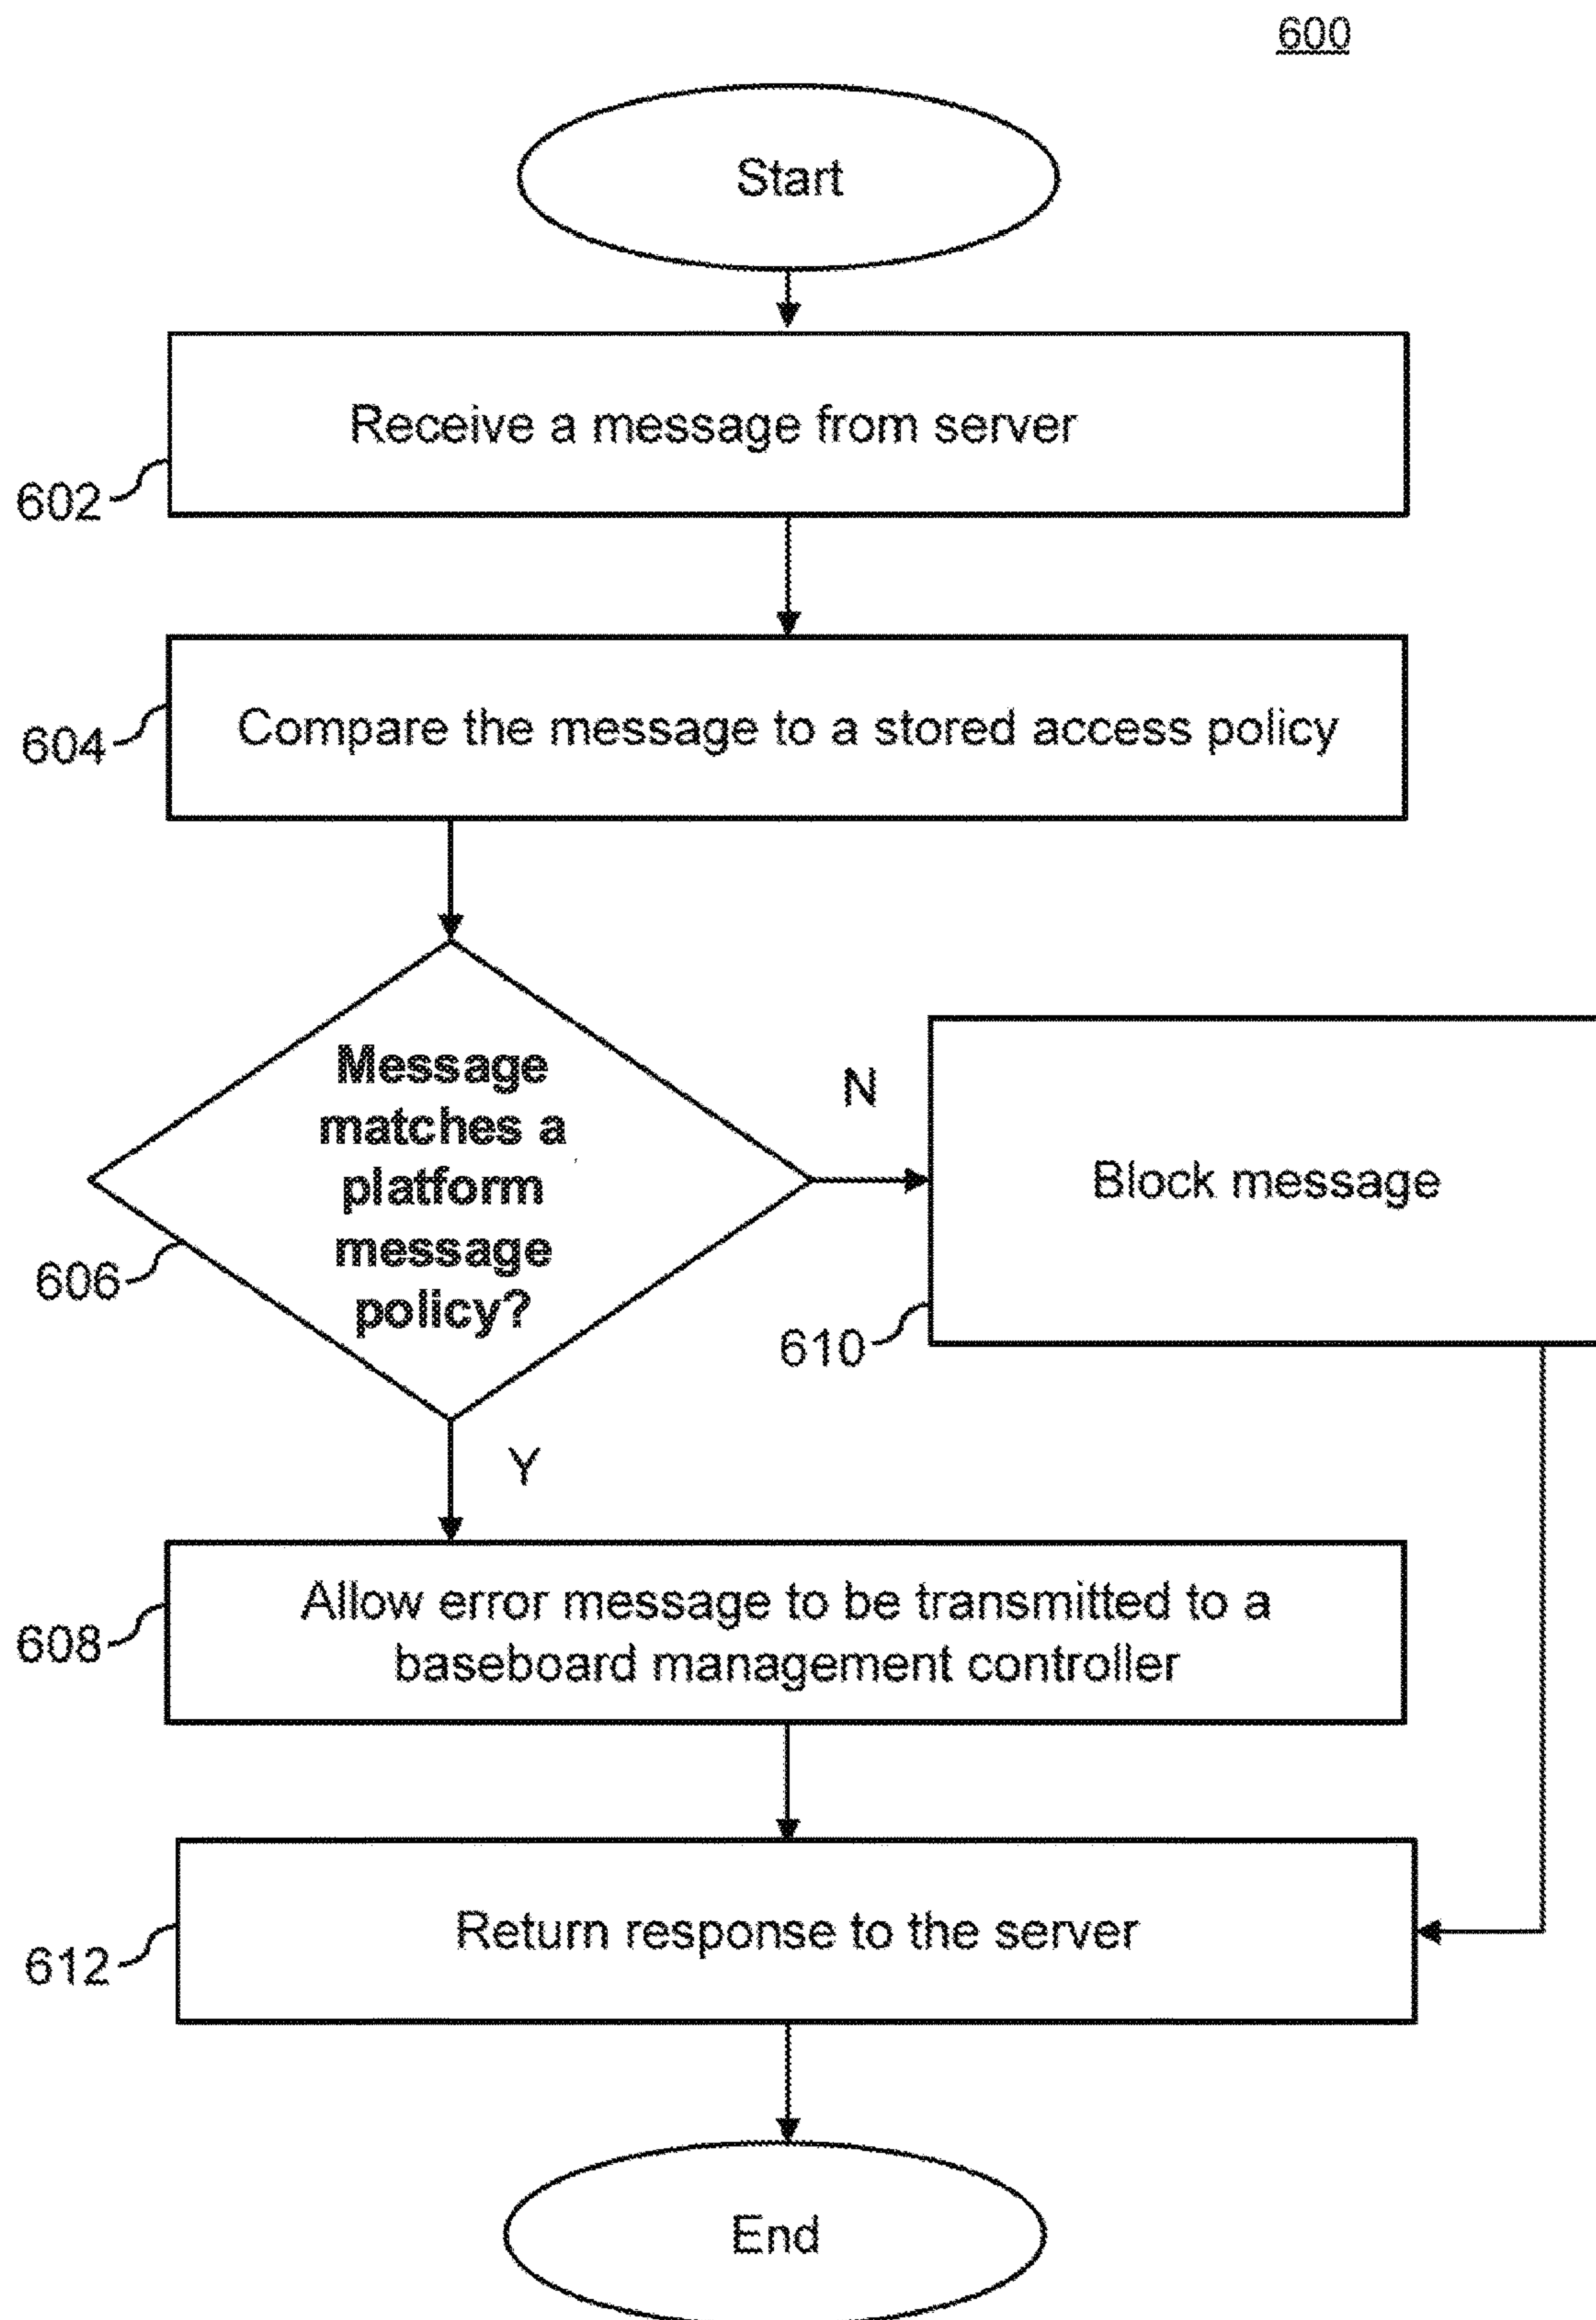 600
Start
Receive a message from server
602
Compare the message to a stored access policy
604
Message
matches a
platform
message
policy?
606
N
Block message
610
Y
Allow error message to be transmitted to a
baseboard management controller
608
Return response to the server
612
End